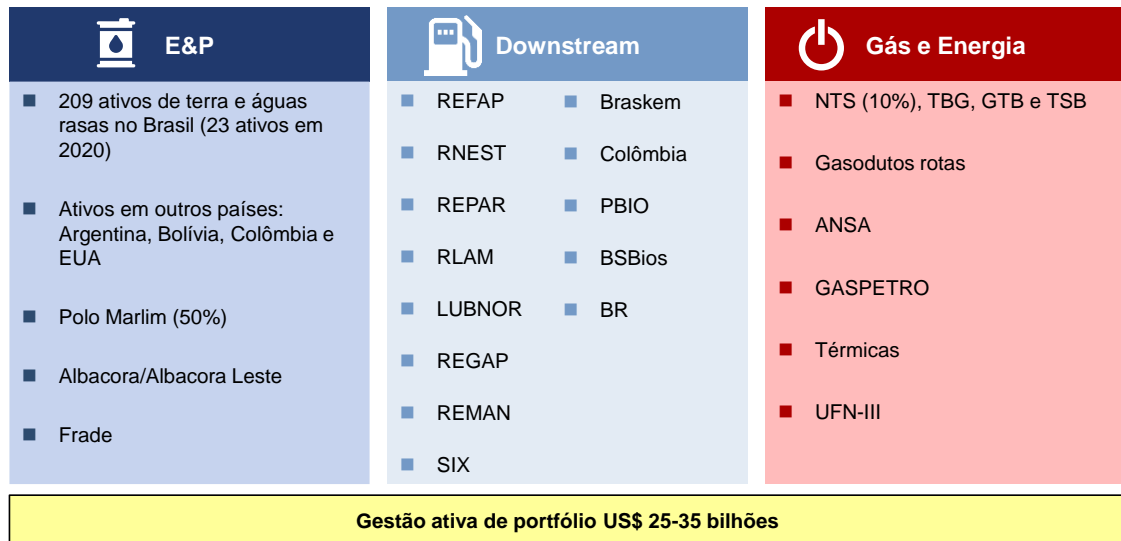 E&P
209 ativos de terra e águas
rasas no Brasil (23 ativos em
2020)
Ativos em outros países:
Argentina, Bolívia, Colômbia e
EUA
Polo Marlim (50%)
Albacora/Albacora Leste
Frade
Downstream
REFAP
RNEST
REPAR
RLAM
LUBNOR
REGAP
REMAN
SIX
Braskem
Colômbia
PBIO
BSBios
BR
Gás e Energia
NTS (10%), TBG, GTB e TSB
Gasodutos rotas
ANSA
GASPETRO
Térmicas
UFN-III
Gestão ativa de portfólio US$ 25-35 bilhões